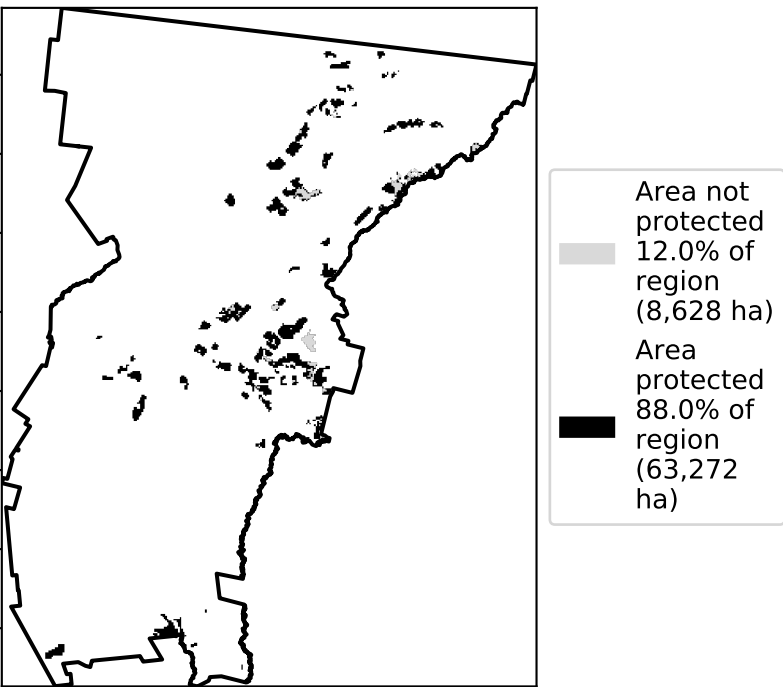 Area not
protected
12.0% of
region
(8,628 ha)
Area
protected
88.0% of
region
(63,272
ha)